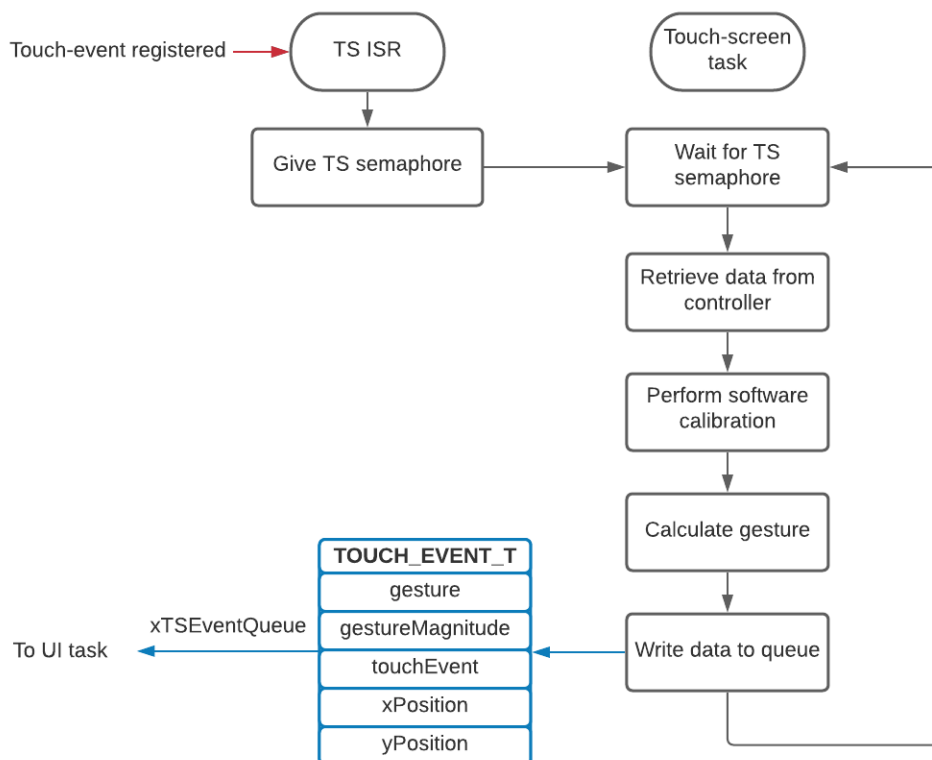 Touch-event registered
TS ISR
Touch-screen
task
Give TS semaphore
Wait for TS
semaphore
Retrieve data from
controller
Perform software
calibration
Calculate gesture
TOUCH_EVENT_T
gesture
xTSEventQueue
gestureMagnitude
To UI task
touchEvent
Write data to queue
xPosition
yPosition